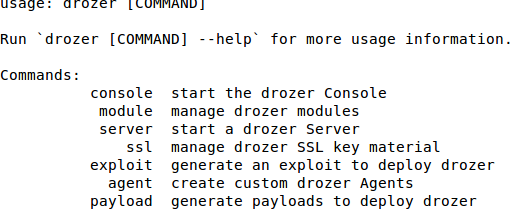 usage: drozer [COMMAND]
Run `drozer [COMMAND] --help` for more usage information.
Commands:
console  start the drozer Console
module  manage drozer modules
server  start a drozer Server
ssl  manage drozer SSL key material
exploit  generate an exploit to deploy drozer
agent  create custom drozer Agents
payload  generate payloads to deploy drozer